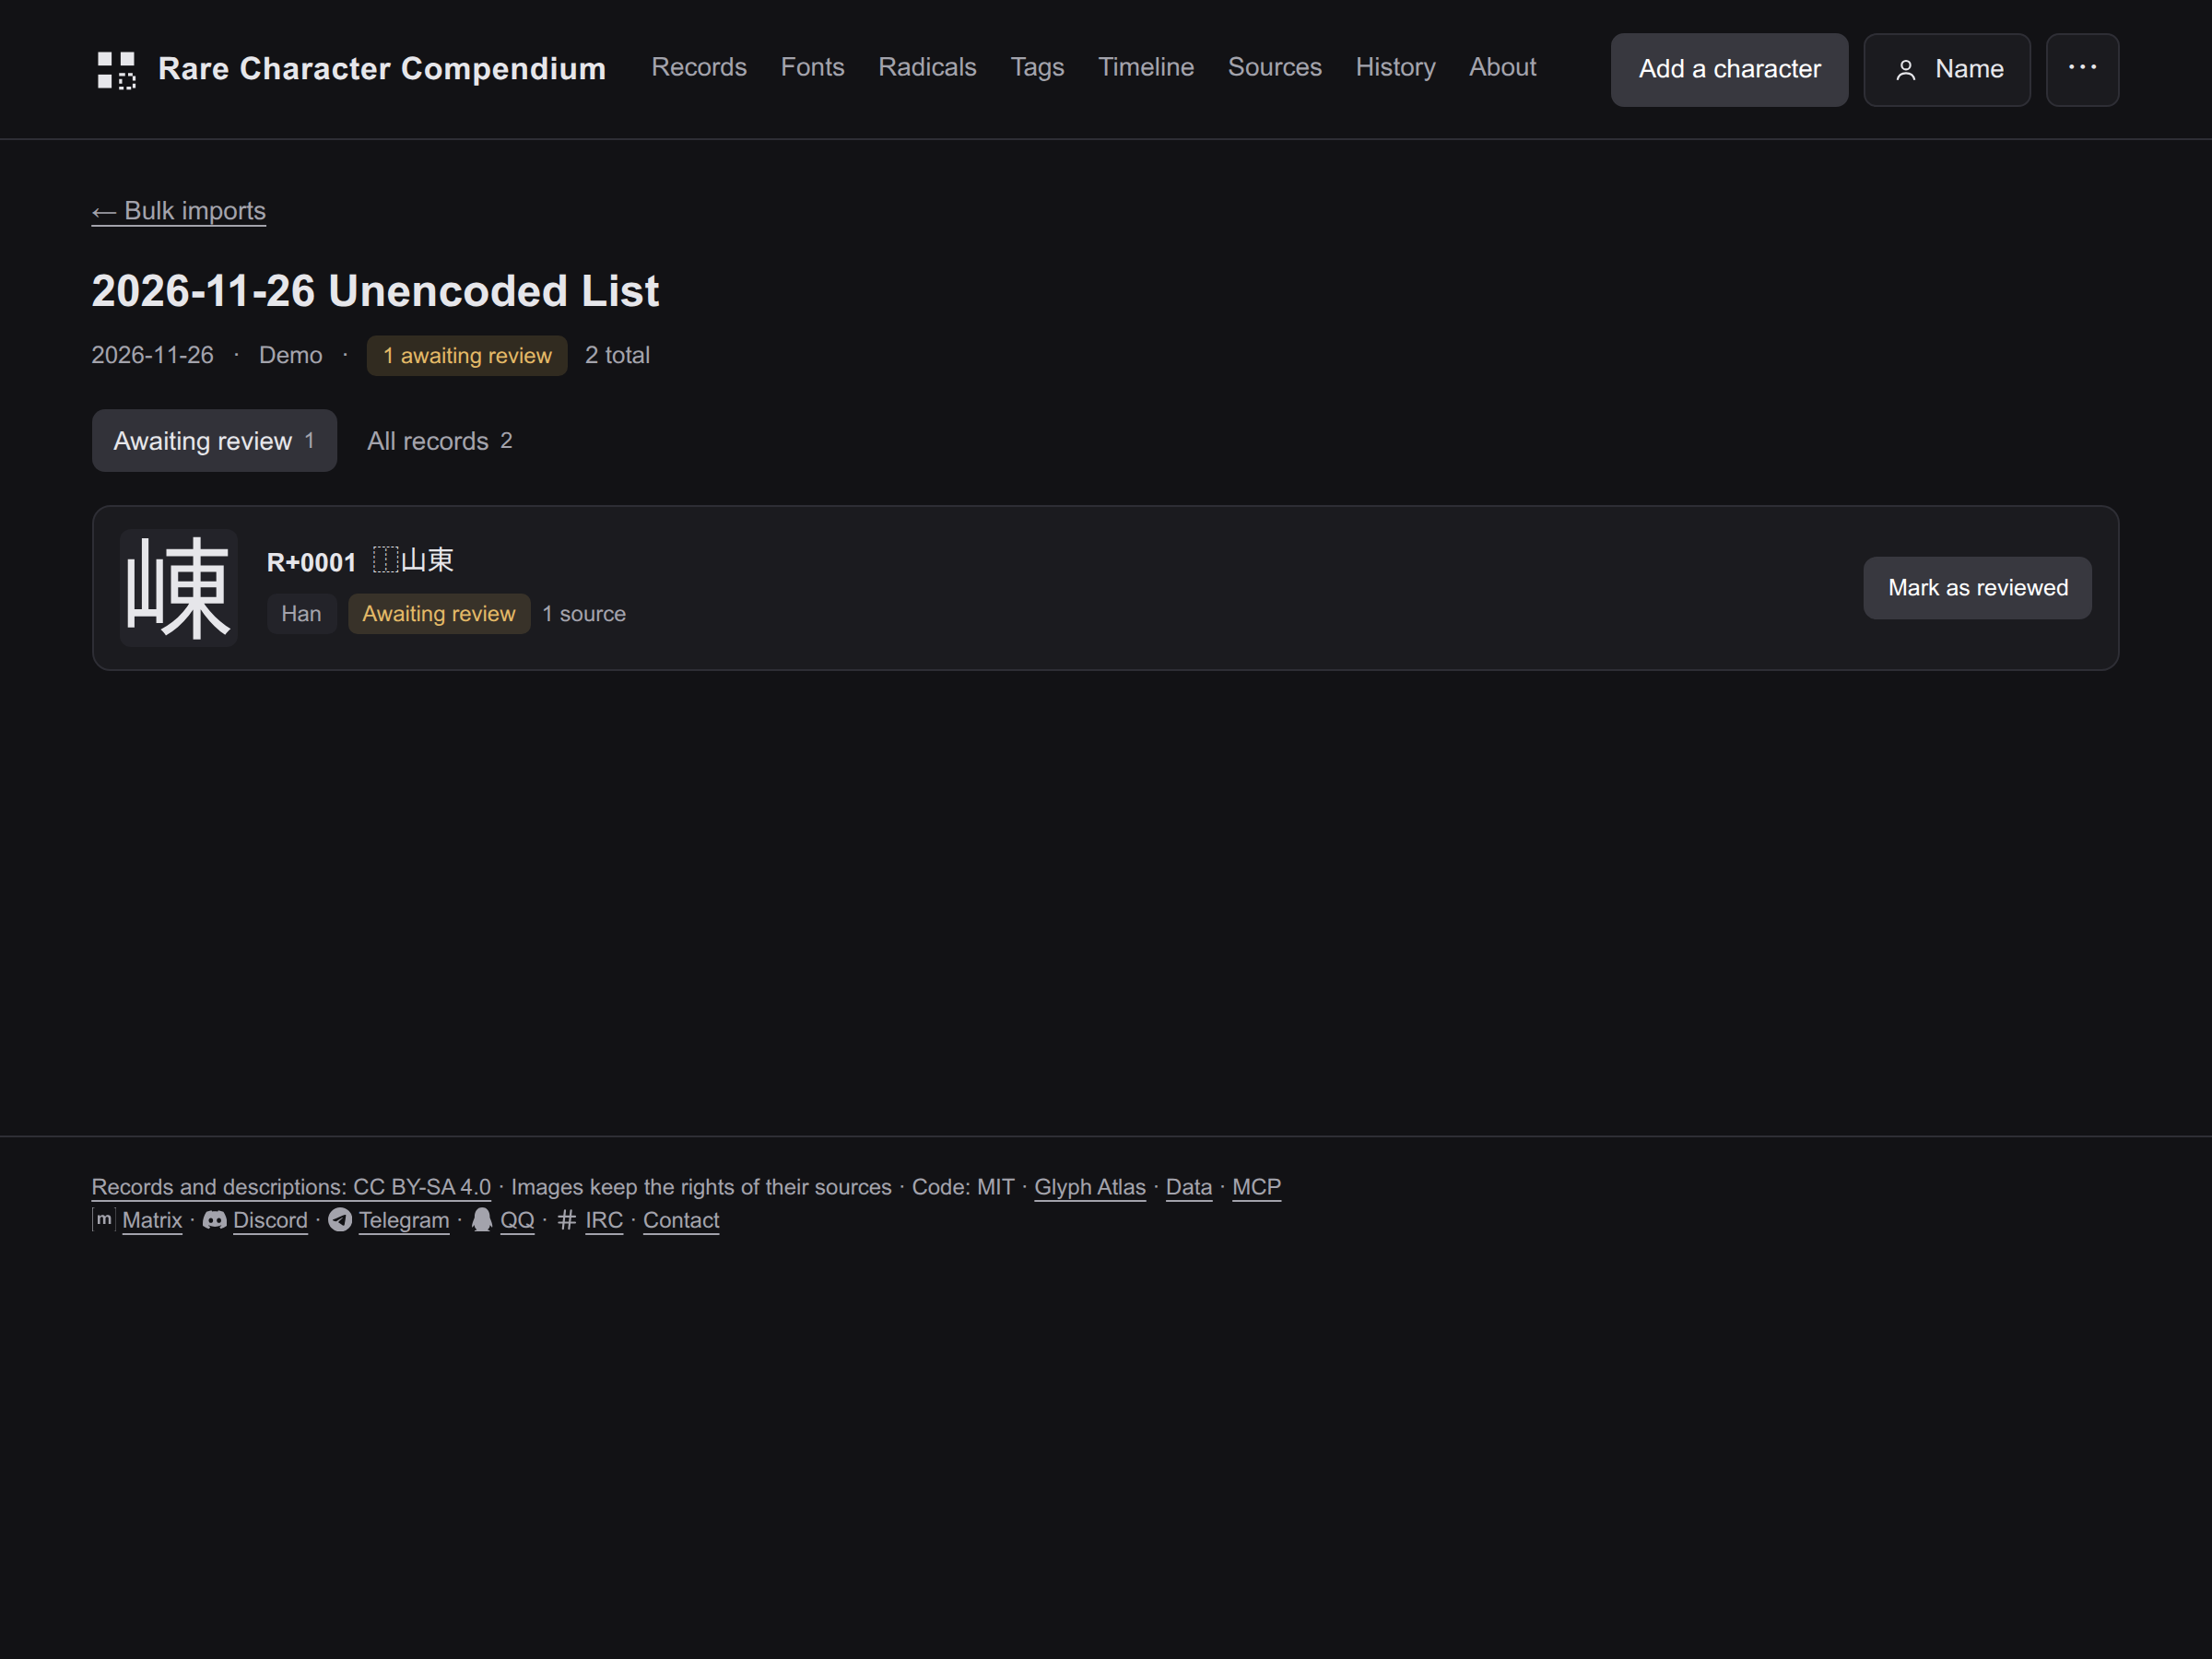 Rare Character Compendium Records Fonts Radicals Tags Timeline Sources History About Add a character Name ···
← Bulk imports
2026-11-26 Unencoded List
2026-11-26 · Demo · 1 awaiting review 2 total
Awaiting review 1 All records 2
崠
R+0001 ⿰山東
Han Awaiting review 1 source
Mark as reviewed
Records and descriptions: CC BY-SA 4.0 · Images keep the rights of their sources · Code: MIT · Glyph Atlas · Data · MCP
[m] Matrix · Discord · Telegram · QQ · # IRC · Contact